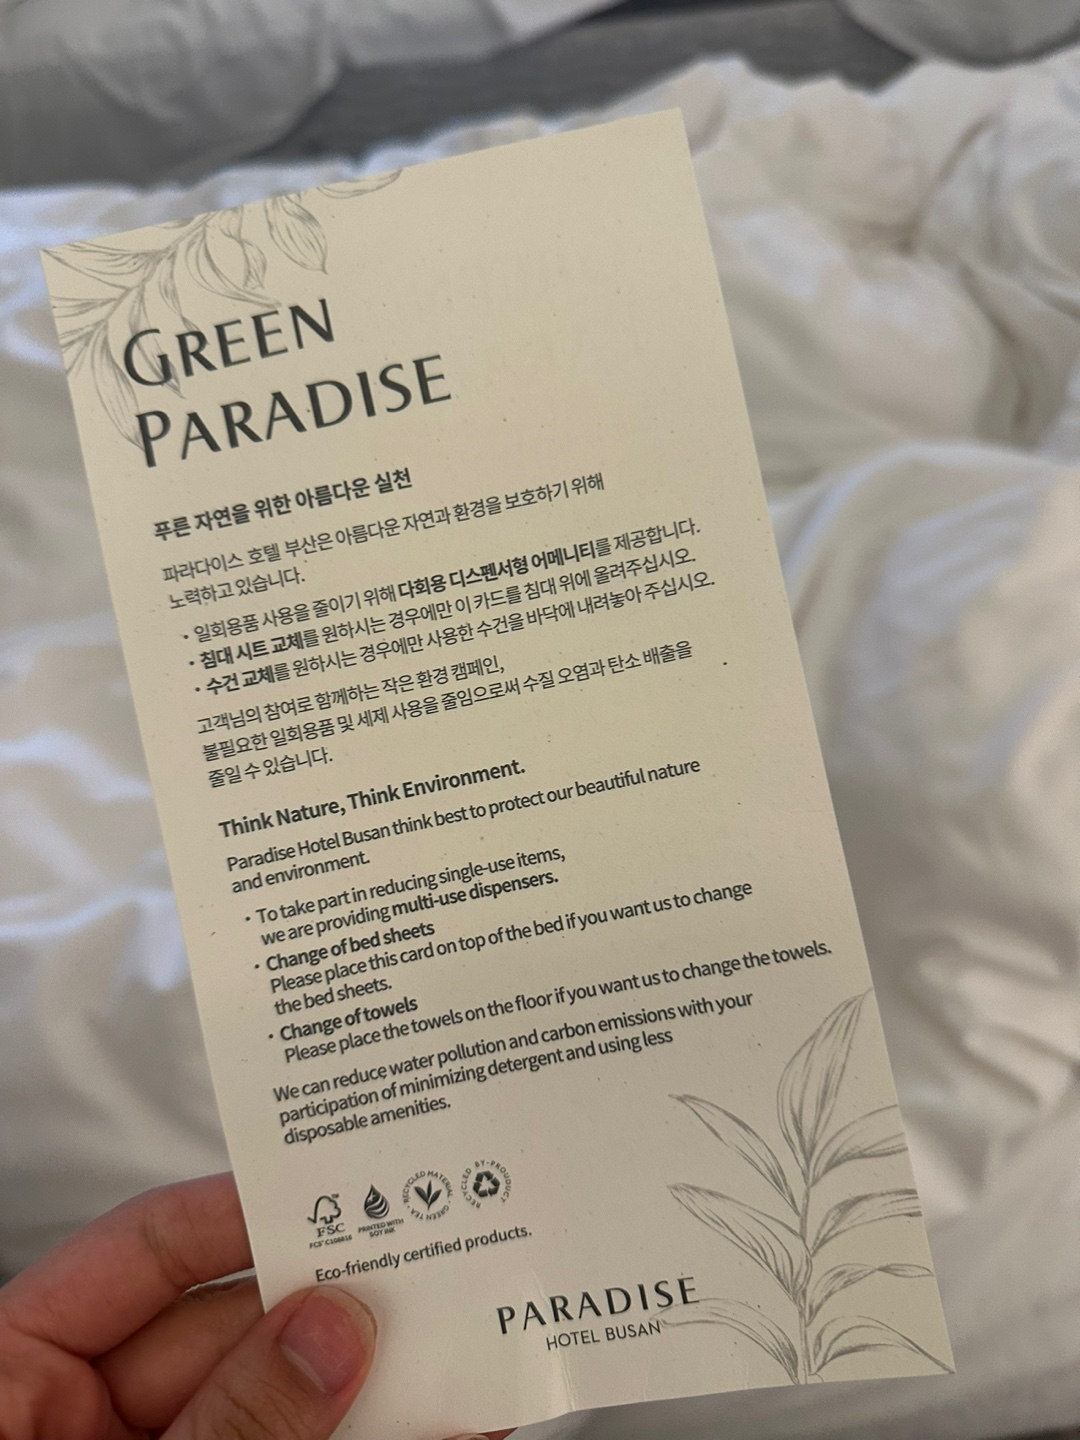 GREEN
PARADISE
푸른 자연을 위한 아름다운 실천
파라다이스 호텔 부산은 아름다운 자연과 환경을 보호하기 위해
노력하고 있습니다.
· 일회용품 사용을 줄이기 위해 다회용 디스펜서형 어메니티를 제공합니다.
· 침대 시트 교체를 원하시는 경우에만 이 카드를 침대 위에 올려주십시오.
· 수건 교체를 원하시는 경우에만 사용한 수건을 바닥에 내려놓아 주십시오.
고객님의 참여로 함께하는 작은 환경 캠페인,
불필요한 일회용품 및 세제 사용을 줄임으로써 수질 오염과 탄소 배출을
줄일 수 있습니다.
Think Nature, Think Environment.
Paradise Hotel Busan think best to protect our beautiful nature
and environment.
· To take part in reducing single-use items,
we are providing multi-use dispensers.
· Change of bed sheets
Please place this card on top of the bed if you want us to change
the bed sheets.
· Change of towels
Please place the towels on the floor if you want us to change the towels.
We can reduce water pollution and carbon emissions with your
participation of minimizing detergent and using less
disposable amenities.
FSC
PRINTED WITH
SOY INK
RECYCLED MATERIAL · GREEN TEA ·
RECYCLED BY-PROUDUCT
Eco-friendly certified products.
PARADISE
HOTEL BUSAN